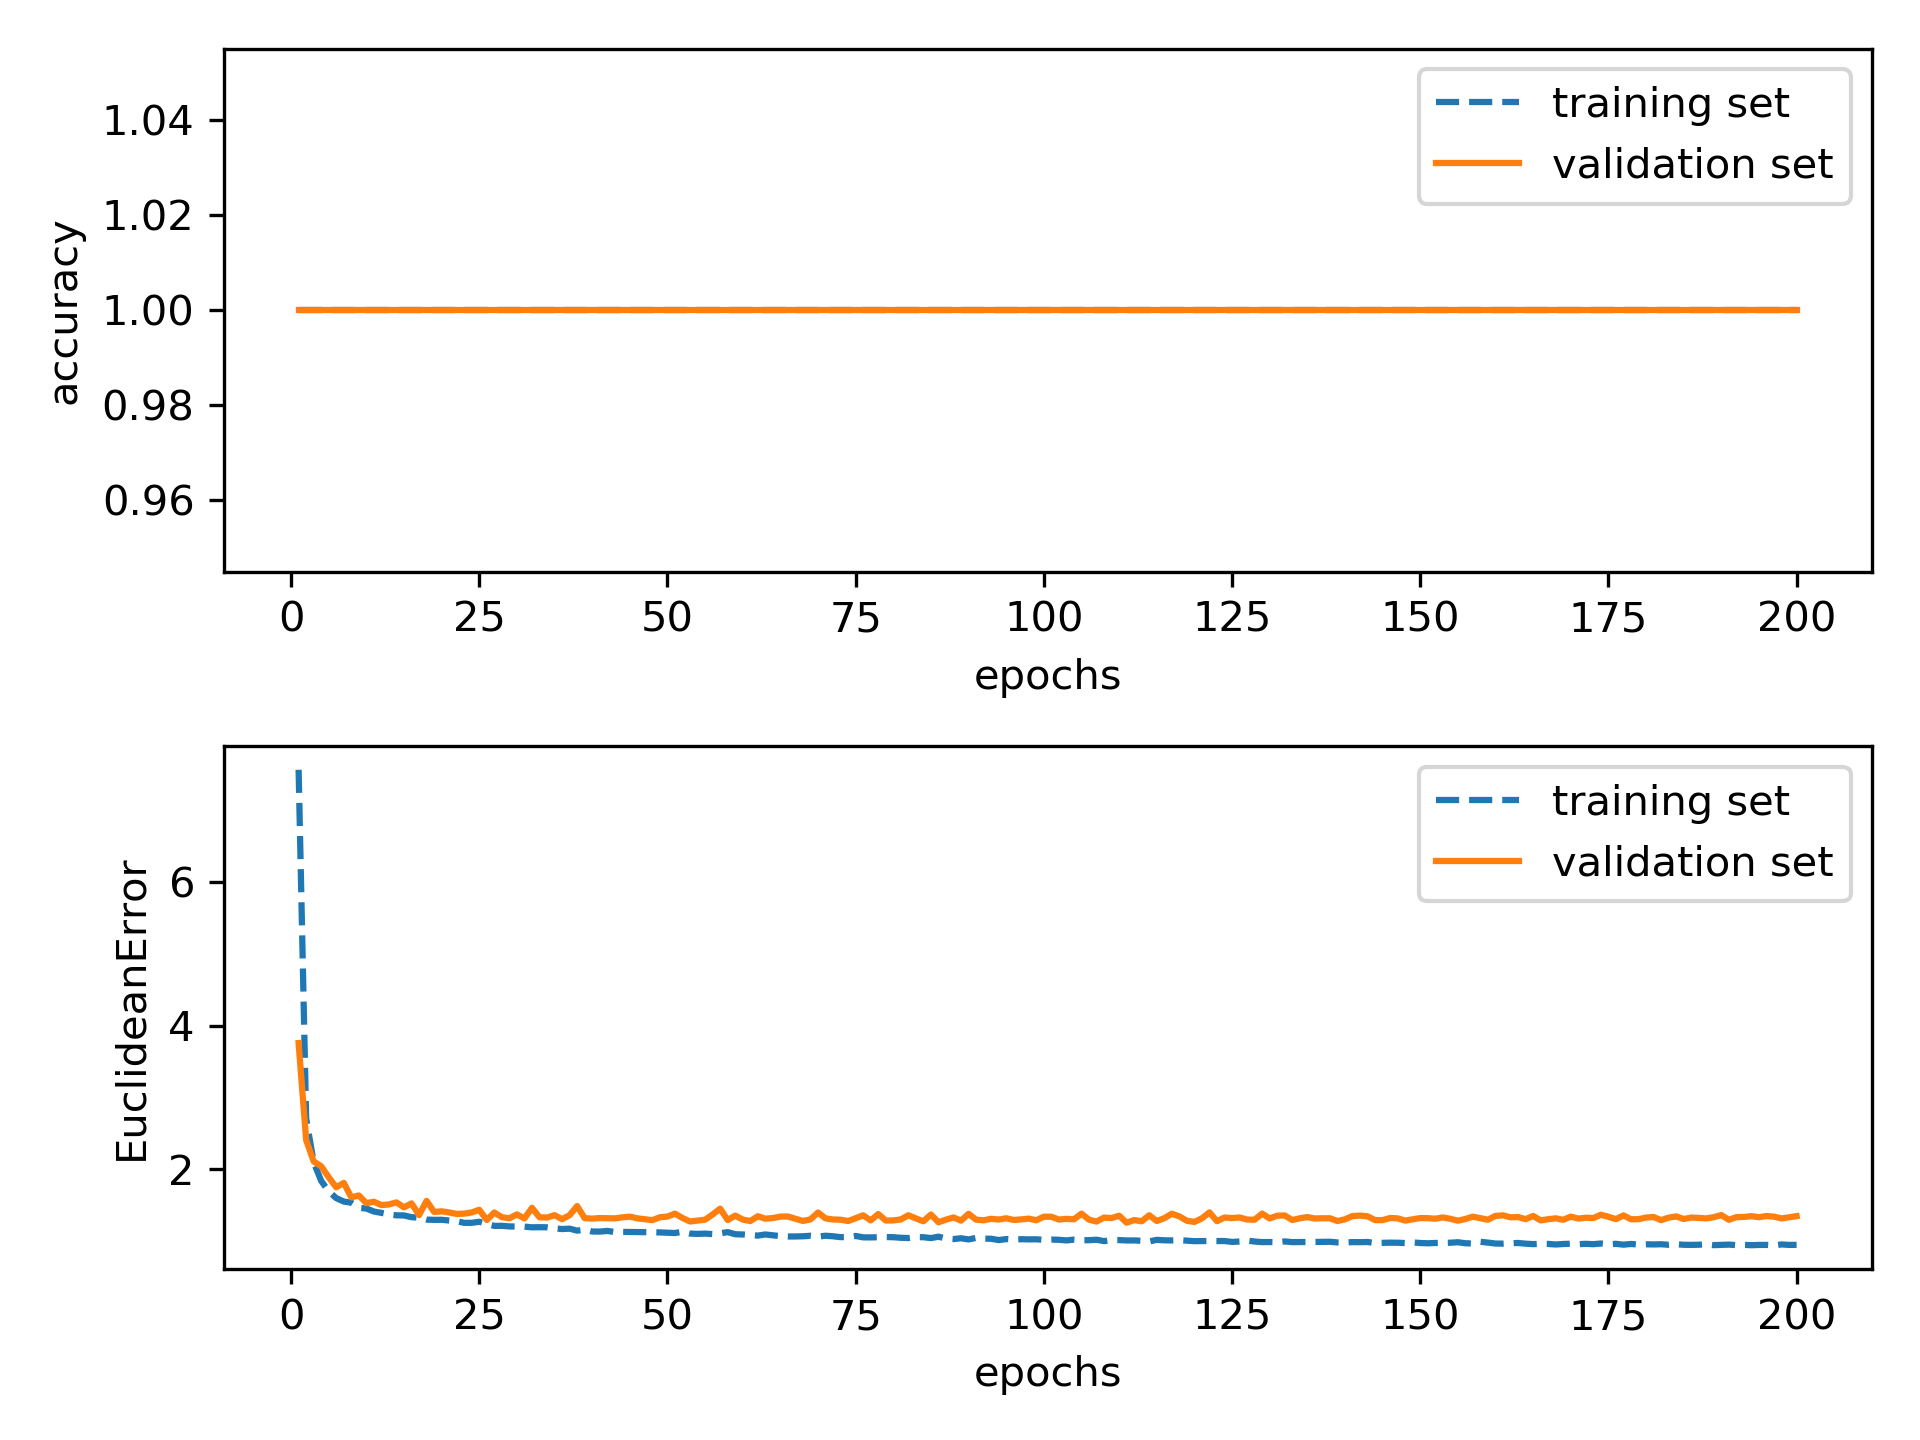 training set
validation set
accuracy
1.04
1.02
1.00
0.98
0.96
0 25 50 75 100 125 150 175 200
epochs
training set
validation set
EuclideanError
6
4
2
0 25 50 75 100 125 150 175 200
epochs